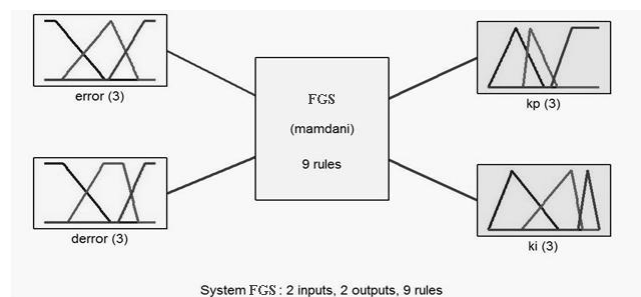 error (3)
derror (3)
FGS
(mamdani)
9 rules
kp (3)
ki (3)
System FGS: 2 inputs, 2 outputs, 9 rules